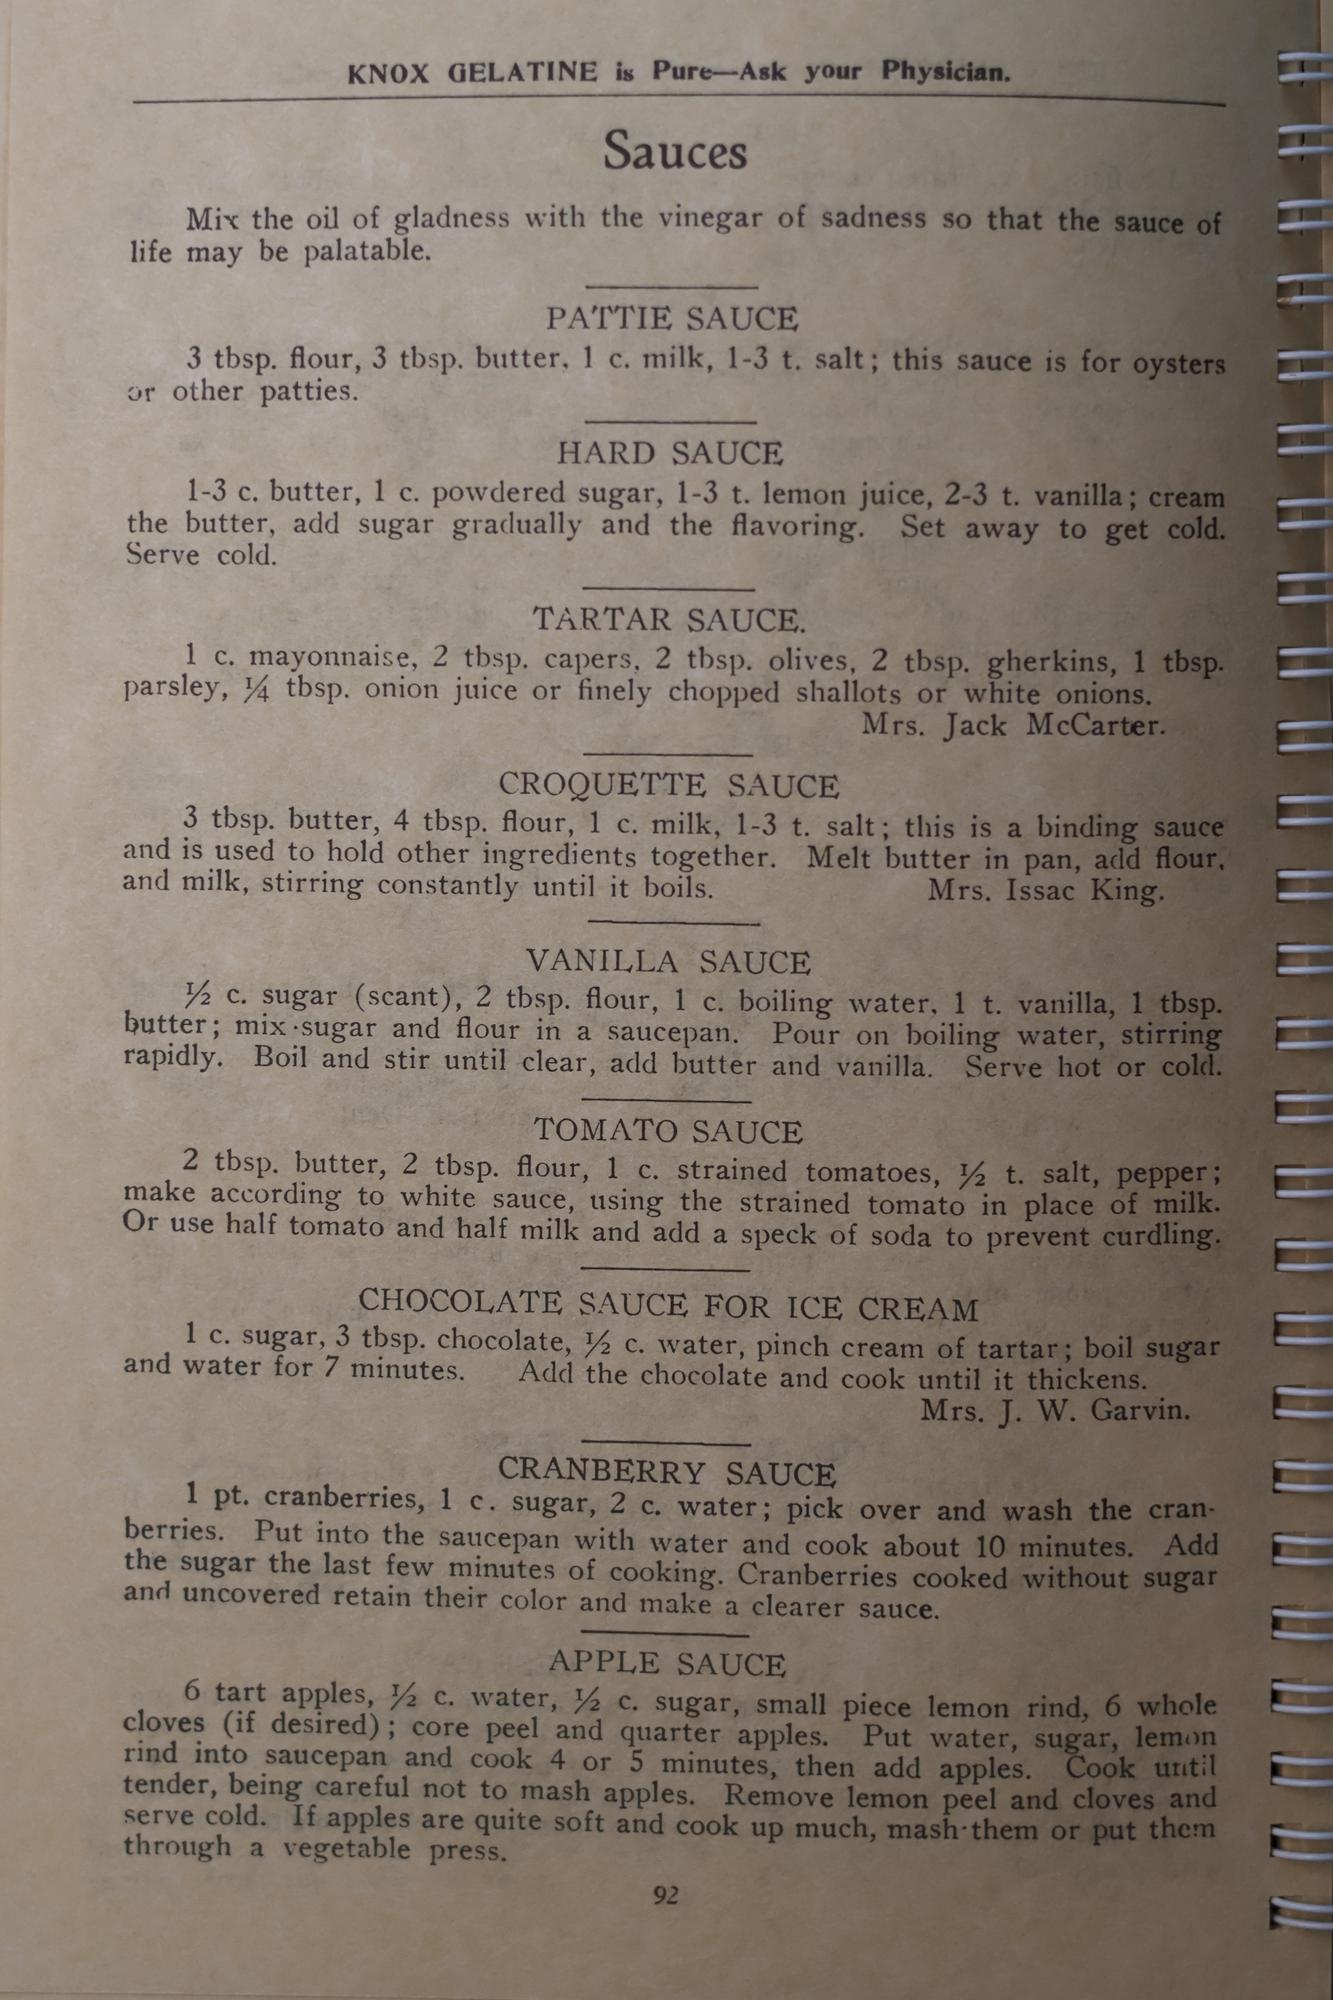 KNOX GELATINE is Pure—Ask your Physician.
Sauces
Mix the oil of gladness with the vinegar of sadness so that the sauce of
life may be palatable.
PATTIE SAUCE
3 tbsp. flour, 3 tbsp. butter, 1 c. milk, 1-3 t. salt; this sauce is for oysters
or other patties.
HARD SAUCE
1-3 c. butter, 1 c. powdered sugar, 1-3 t. lemon juice, 2-3 t. vanilla; cream
the butter, add sugar gradually and the flavoring. Set away to get cold.
Serve cold.
TARTAR SAUCE.
1 c. mayonnaise, 2 tbsp. capers, 2 tbsp. olives, 2 tbsp. gherkins, 1 tbsp.
parsley, ¼ tbsp. onion juice or finely chopped shallots or white onions.
Mrs. Jack McCarter.
CROQUETTE SAUCE
3 tbsp. butter, 4 tbsp. flour, 1 c. milk, 1-3 t. salt; this is a binding sauce
and is used to hold other ingredients together. Melt butter in pan, add flour,
and milk, stirring constantly until it boils. Mrs. Issac King.
VANILLA SAUCE
½ c. sugar (scant), 2 tbsp. flour, 1 c. boiling water, 1 t. vanilla, 1 tbsp.
butter; mix sugar and flour in a saucepan. Pour on boiling water, stirring
rapidly. Boil and stir until clear, add butter and vanilla. Serve hot or cold.
TOMATO SAUCE
2 tbsp. butter, 2 tbsp. flour, 1 c. strained tomatoes, ½ t. salt, pepper;
make according to white sauce, using the strained tomato in place of milk.
Or use half tomato and half milk and add a speck of soda to prevent curdling.
CHOCOLATE SAUCE FOR ICE CREAM
1 c. sugar, 3 tbsp. chocolate, ½ c. water, pinch cream of tartar; boil sugar
and water for 7 minutes. Add the chocolate and cook until it thickens.
Mrs. J. W. Garvin.
CRANBERRY SAUCE
1 pt. cranberries, 1 c. sugar, 2 c. water; pick over and wash the cran-
berries. Put into the saucepan with water and cook about 10 minutes. Add
the sugar the last few minutes of cooking. Cranberries cooked without sugar
and uncovered retain their color and make a clearer sauce.
APPLE SAUCE
6 tart apples, ½ c. water, ½ c. sugar, small piece lemon rind, 6 whole
cloves (if desired); core peel and quarter apples. Put water, sugar, lemon
rind into saucepan and cook 4 or 5 minutes, then add apples. Cook until
tender, being careful not to mash apples. Remove lemon peel and cloves and
serve cold. If apples are quite soft and cook up much, mash them or put them
through a vegetable press.
92